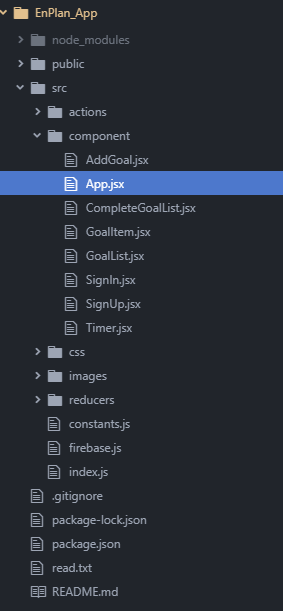 EnPlan_App
node_modules
public
src
actions
component
AddGoal.jsx
App.jsx
CompleteGoalList.jsx
GoalItem.jsx
GoalList.jsx
SignIn.jsx
SignUp.jsx
Timer.jsx
css
images
reducers
constants.js
firebase.js
index.js
.gitignore
package-lock.json
package.json
read.txt
README.md